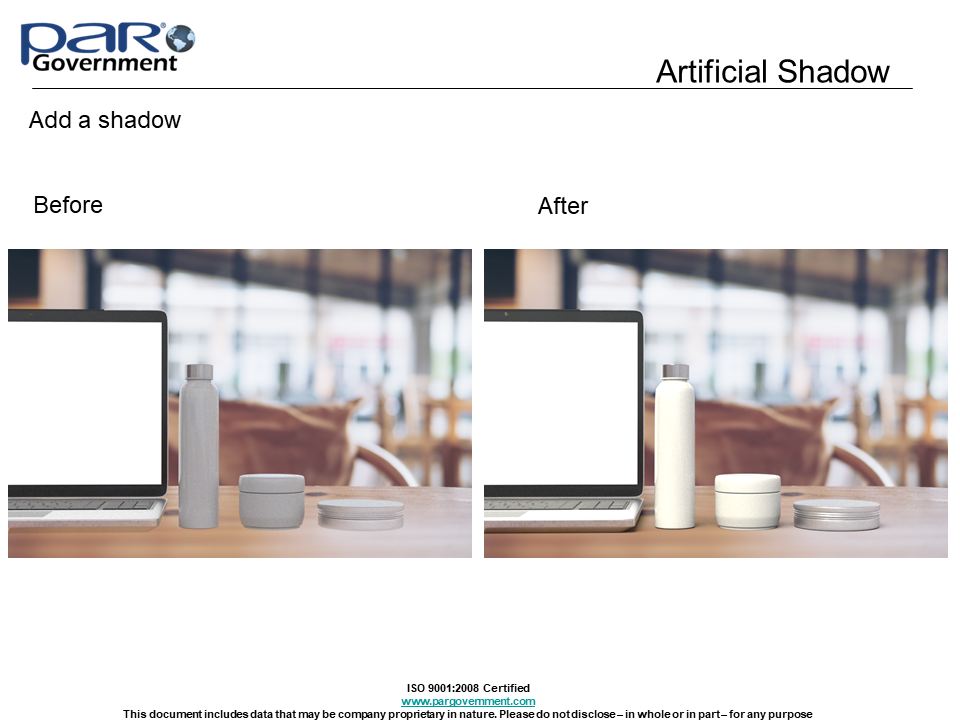 PAR®
Government
Artificial Shadow
Add a shadow
Before
After
ISO 9001:2008 Certified
www.pargovernment.com
This document includes data that may be company proprietary in nature. Please do not disclose – in whole or in part – for any purpose